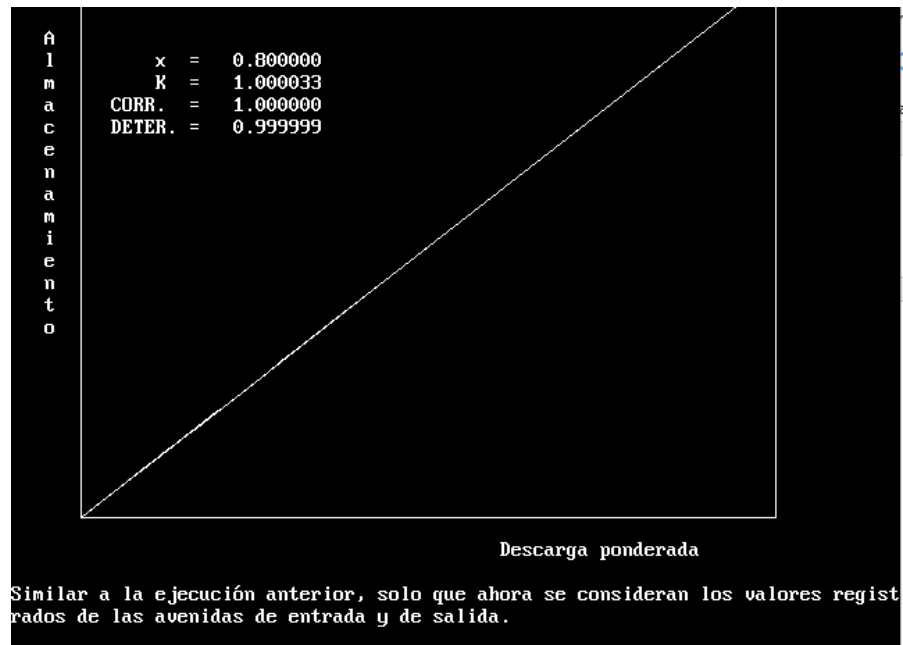 Almacenamiento
x = 0.800000
K = 1.000033
CORR. = 1.000000
DETER. = 0.999999
Descarga ponderada
Similar a la ejecución anterior, solo que ahora se consideran los valores regist
rados de las avenidas de entrada y de salida.